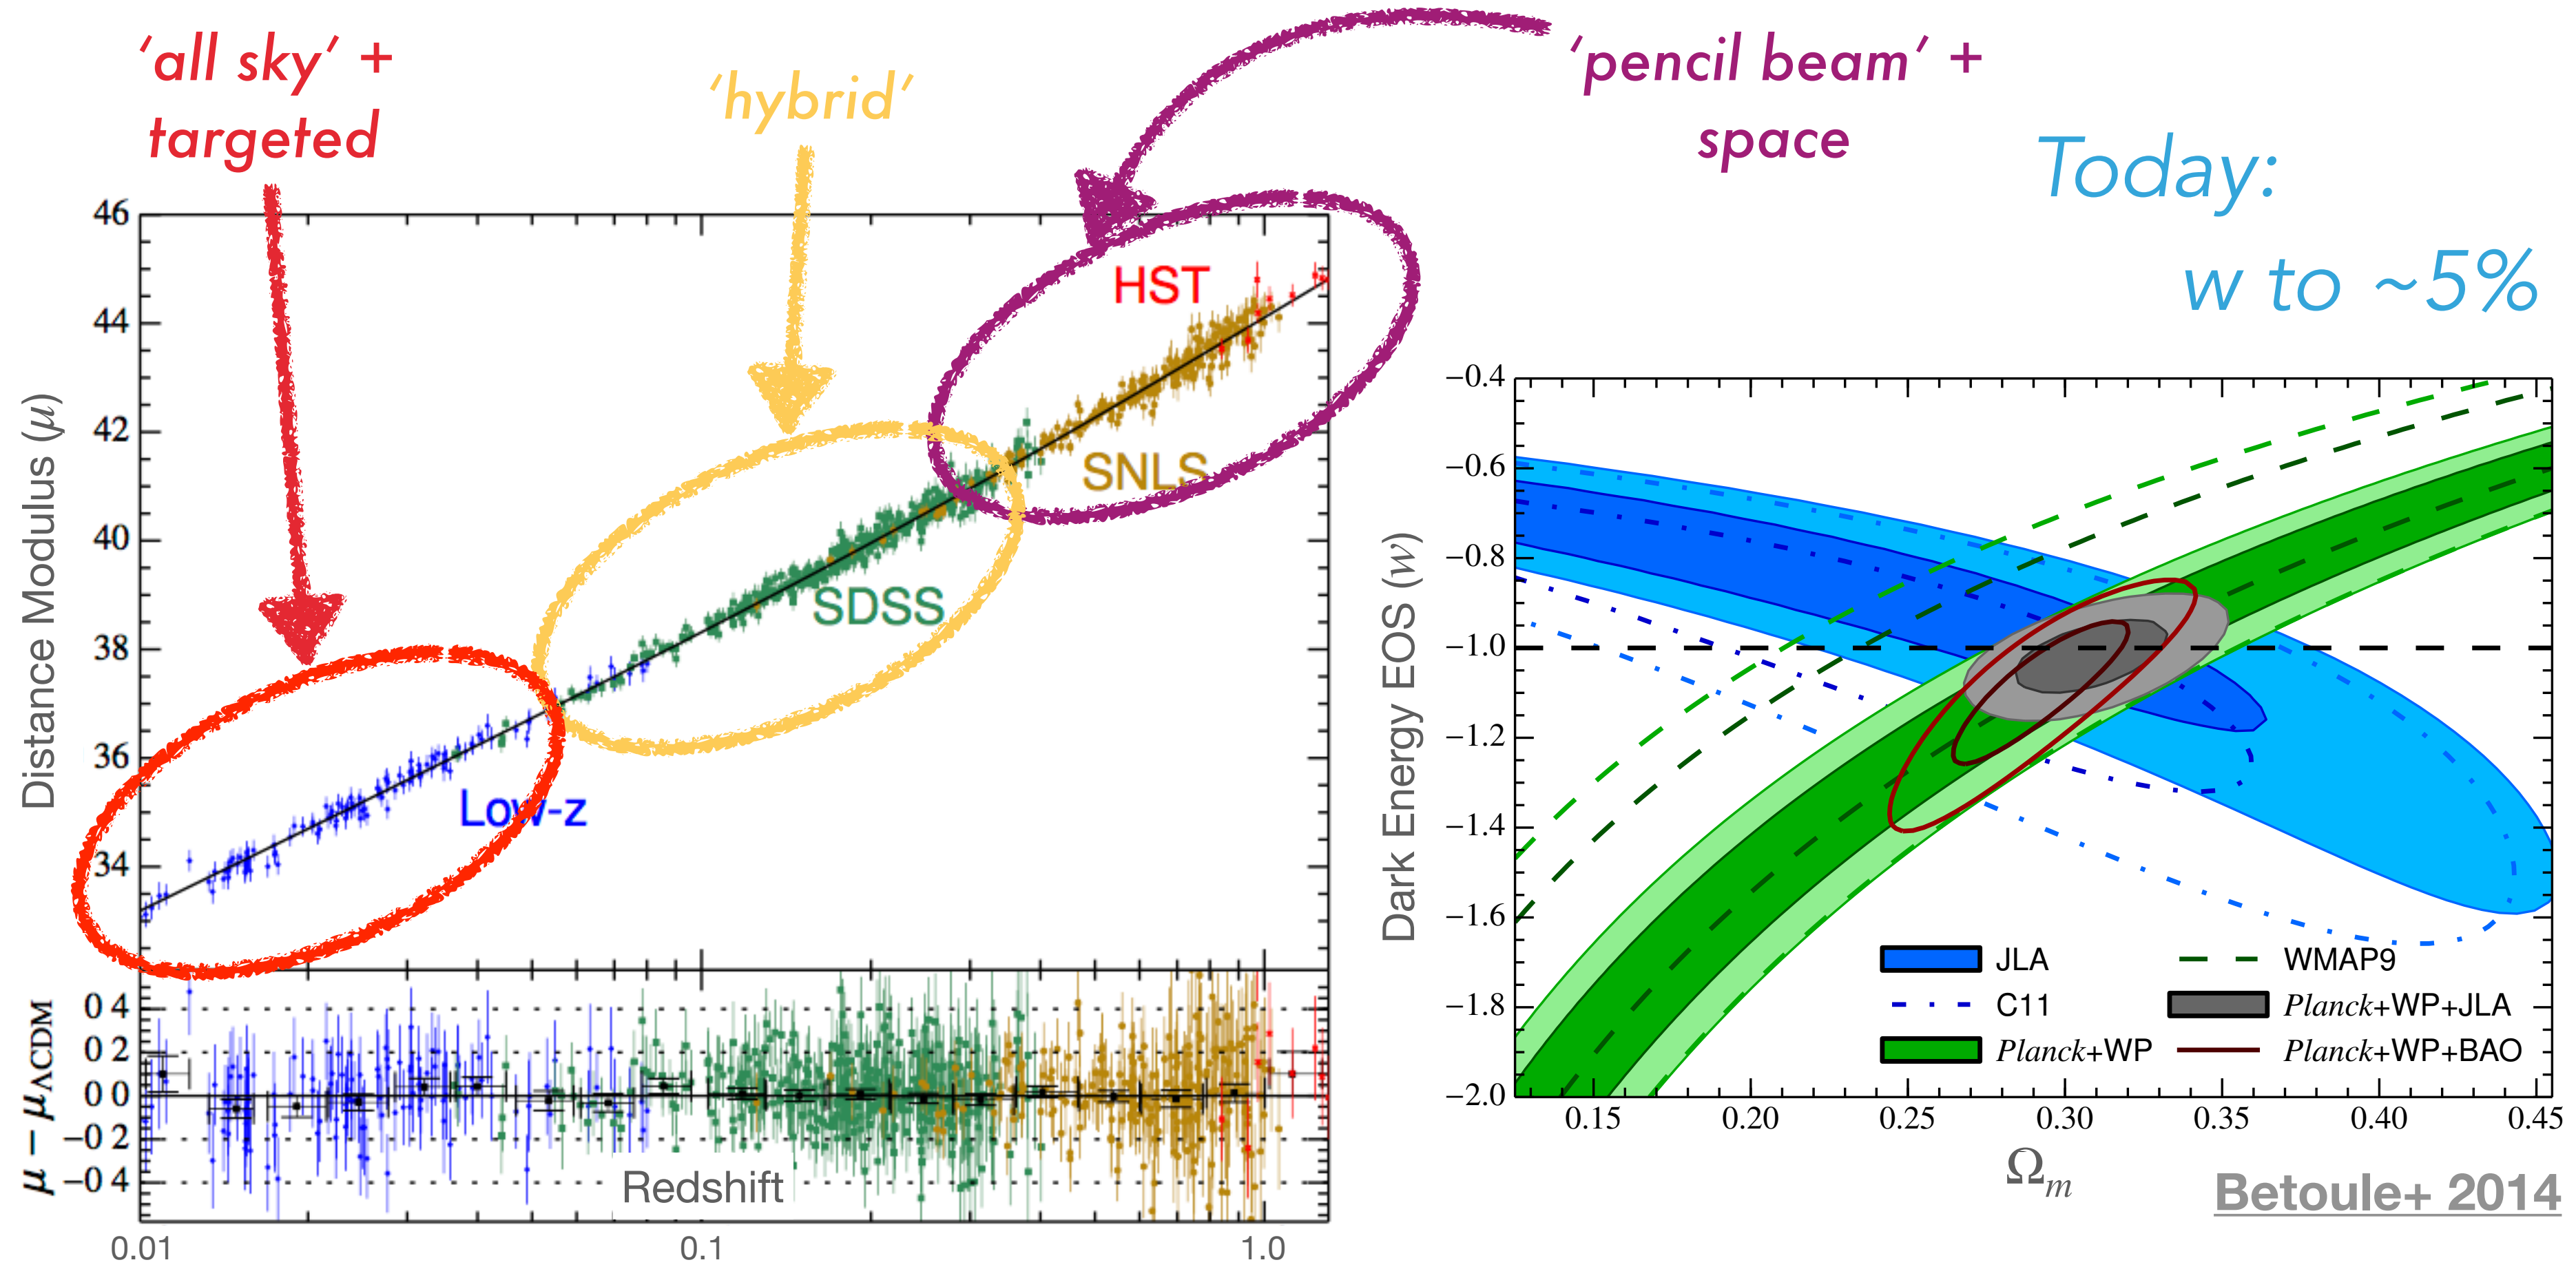 'all sky' +
targeted
'hybrid'
'pencil beam' +
space
Today:
w to ~5%
Distance Modulus (μ)
46
44
42
40
38
36
34
HST
SNLS
SDSS
Low-z
μ − μΛCDM
0 4
0 2
0 0
−0 2
−0 4
Redshift
0.01
0.1
1.0
Dark Energy EOS (w)
−0.4
−0.6
−0.8
−1.0
−1.2
−1.4
−1.6
−1.8
−2.0
JLA
C11
Planck+WP
WMAP9
Planck+WP+JLA
Planck+WP+BAO
0.15
0.20
0.25
0.30
0.35
0.40
0.45
Ωm
Betoule+ 2014